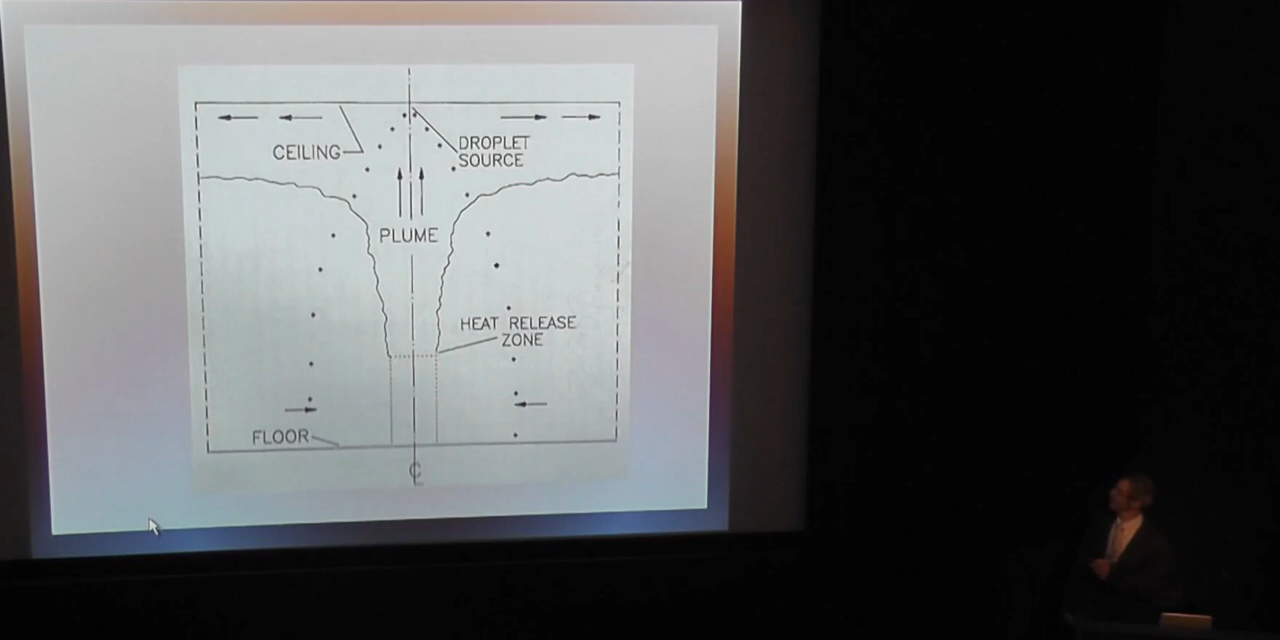 CEILING
DROPLET
SOURCE
PLUME
HEAT RELEASE
ZONE
FLOOR
℄